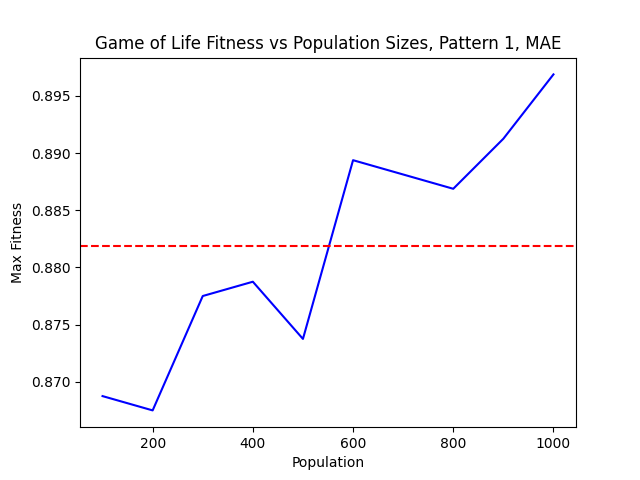 Game of Life Fitness vs Population Sizes, Pattern 1, MAE
0.895
0.890
0.885
0.880
0.875
0.870
Max Fitness
200 400 600 800 1000
Population